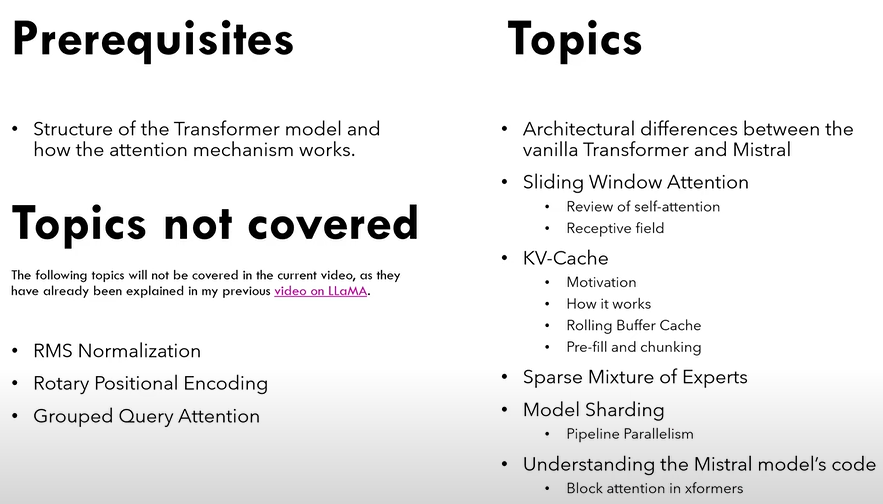 Prerequisites
• Structure of the Transformer model and
how the attention mechanism works.
Topics not covered
The following topics will not be covered in the current video, as they
have already been explained in my previous video on LLaMA.
• RMS Normalization
• Rotary Positional Encoding
• Grouped Query Attention
Topics
• Architectural differences between the
vanilla Transformer and Mistral
• Sliding Window Attention
• Review of self-attention
• Receptive field
• KV-Cache
• Motivation
• How it works
• Rolling Buffer Cache
• Pre-fill and chunking
• Sparse Mixture of Experts
• Model Sharding
• Pipeline Parallelism
• Understanding the Mistral model's code
• Block attention in xformers